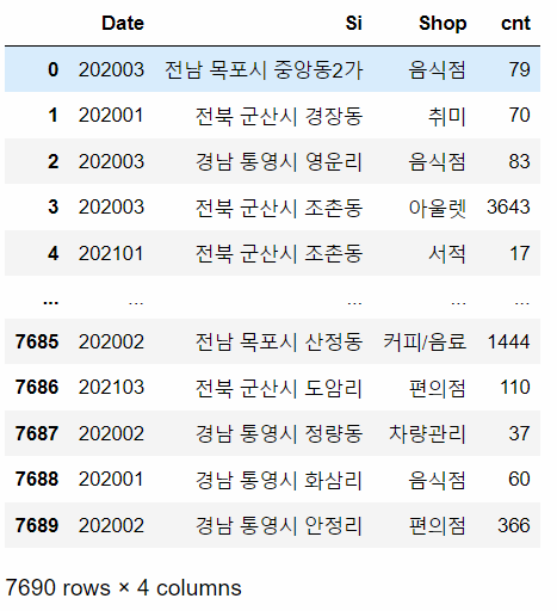 Date Si Shop cnt
0 202003 전남 목포시 중앙동2가 음식점 79
1 202001 전북 군산시 경장동 취미 70
2 202003 경남 통영시 영운리 음식점 83
3 202003 전북 군산시 조촌동 아울렛 3643
4 202101 전북 군산시 조촌동 서적 17
... ... ... ... ...
7685 202002 전남 목포시 산정동 커피/음료 1444
7686 202103 전북 군산시 도암리 편의점 110
7687 202002 경남 통영시 정량동 차량관리 37
7688 202001 경남 통영시 화삼리 음식점 60
7689 202002 경남 통영시 안정리 편의점 366
7690 rows × 4 columns